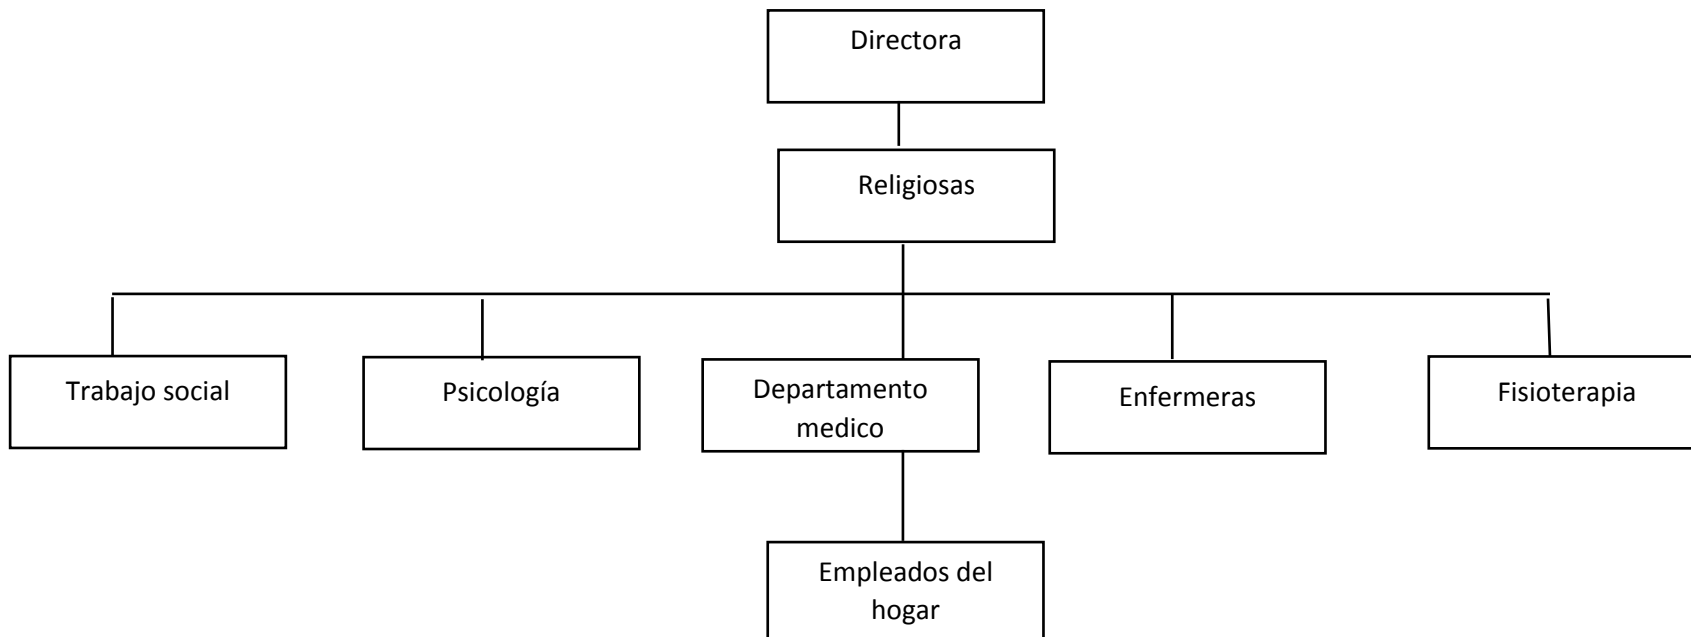 Directora
Religiosas
Trabajo social
Psicología
Departamento
medico
Enfermeras
Fisioterapia
Empleados del
hogar